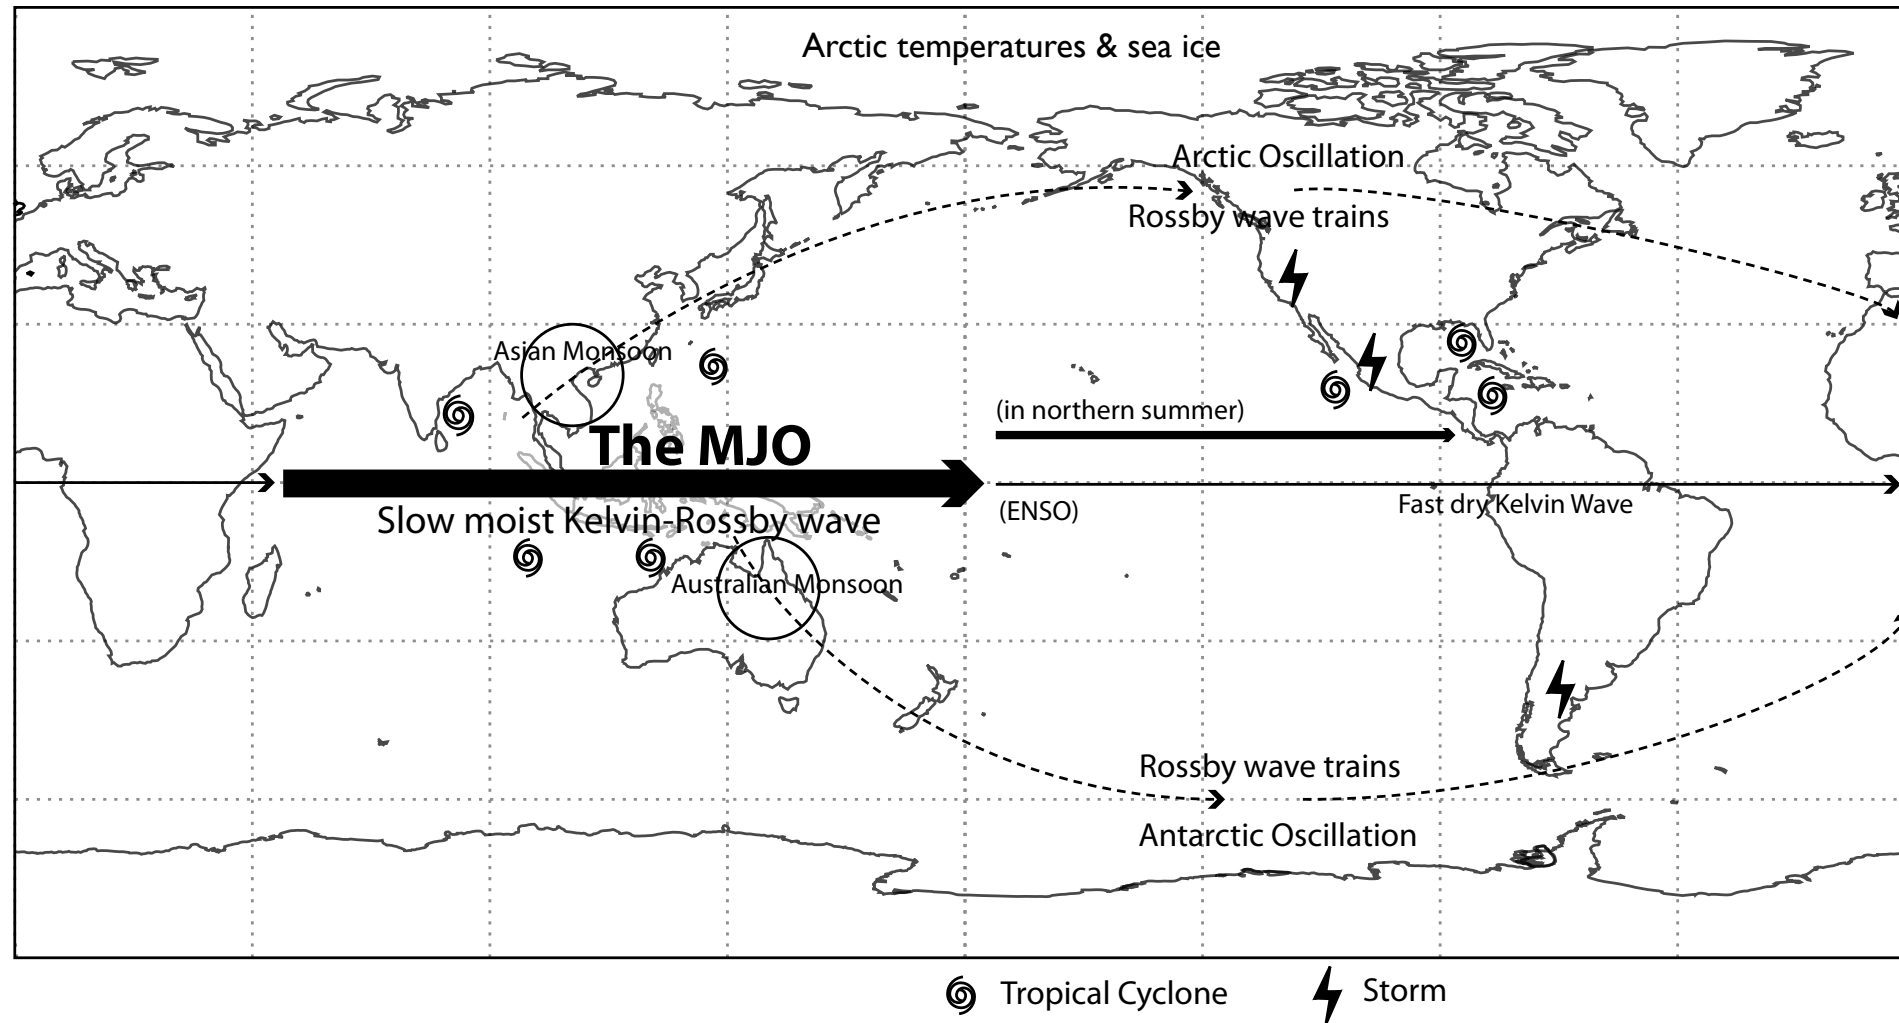 Arctic temperatures & sea ice
Arctic Oscillation
Rossby wave trains
Asian Monsoon
(in northern summer)
The MJO
Slow moist Kelvin-Rossby wave
(ENSO)
Fast dry Kelvin Wave
Australian Monsoon
Rossby wave trains
Antarctic Oscillation
Tropical Cyclone
Storm